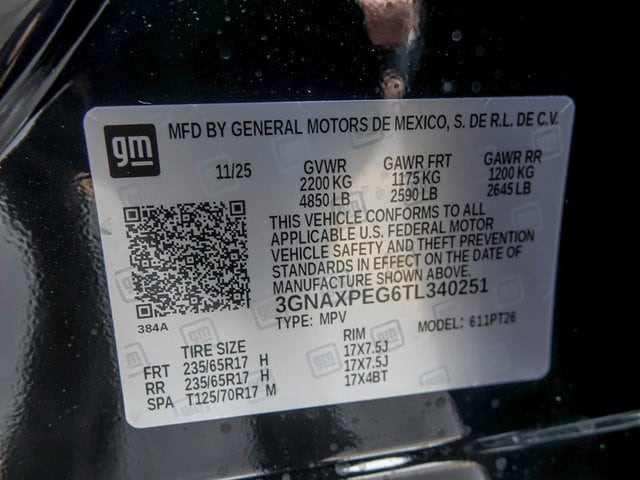 gm
MFD BY GENERAL MOTORS DE MEXICO, S. DE R.L. DE C.V.
11/25 GVWR GAWR FRT GAWR RR
2200 KG 1175 KG 1200 KG
4850 LB 2590 LB 2645 LB
THIS VEHICLE CONFORMS TO ALL
APPLICABLE U.S. FEDERAL MOTOR
VEHICLE SAFETY AND THEFT PREVENTION
STANDARDS IN EFFECT ON THE DATE OF
MANUFACTURE SHOWN ABOVE.
3GNAXPEG6TL340251
384A
TYPE: MPV MODEL: 611PT26
TIRE SIZE RIM
FRT 235/65R17 H 17X7.5J
RR 235/65R17 H 17X7.5J
SPA T125/70R17 M 17X4BT